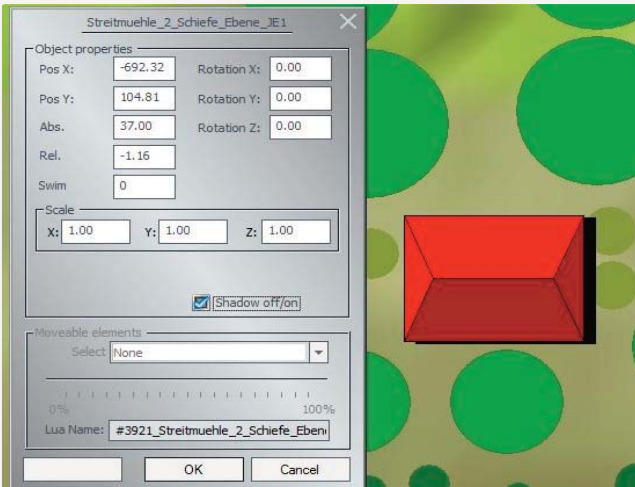 Streitmuehle_2_Schiefe_Ebene_JE1
Object properties
Pos X: -692.32 Rotation X: 0.00
Pos Y: 104.81 Rotation Y: 0.00
Abs. 37.00 Rotation Z: 0.00
Rel. -1.16
Swim 0
Scale
X: 1.00 Y: 1.00 Z: 1.00
Shadow off/on
Moveable elements
Select None
0% 100%
Lua Name: #3921_Streitmuehle_2_Schiefe_Eben
OK Cancel